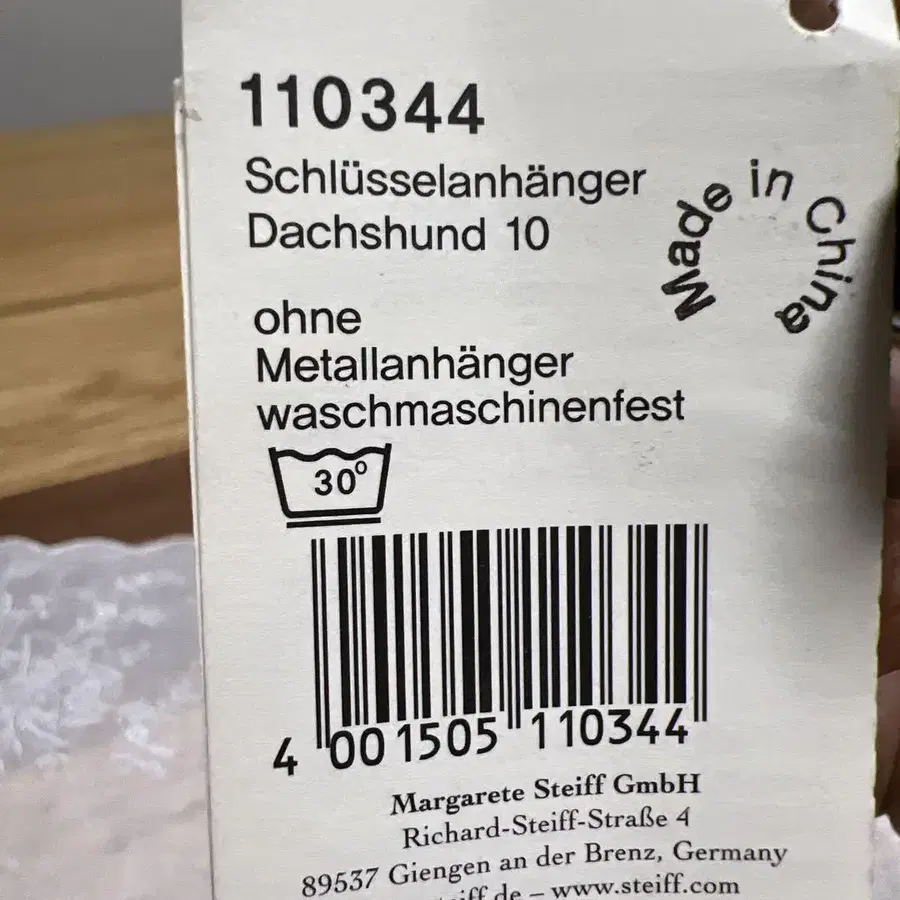 110344
Schlüsselanhänger
Dachshund 10
Made in China
ohne
Metallanhänger
waschmaschinenfest
30°
4 001505 110344
Margarete Steiff GmbH
Richard-Steiff-Straße 4
89537 Giengen an der Brenz, Germany
– www.steiff.com